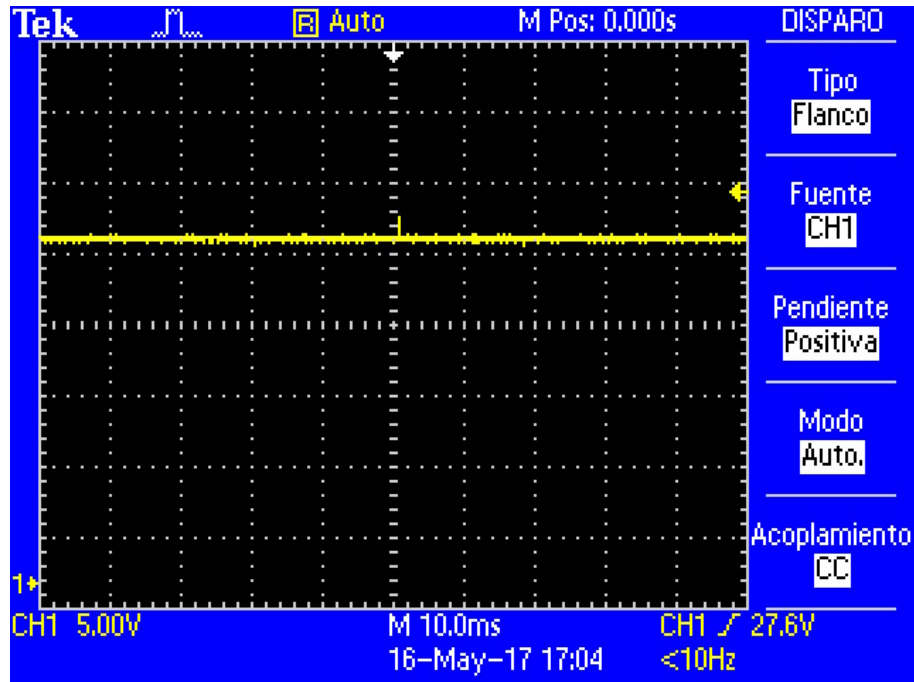 Tek R Auto M Pos: 0.000s DISPARO
Tipo
Flanco
Fuente
CH1
Pendiente
Positiva
Modo
Auto.
Acoplamiento
CC
1
CH1 5.00V M 10.0ms CH1 27.6V
16-May-17 17:04 <10Hz